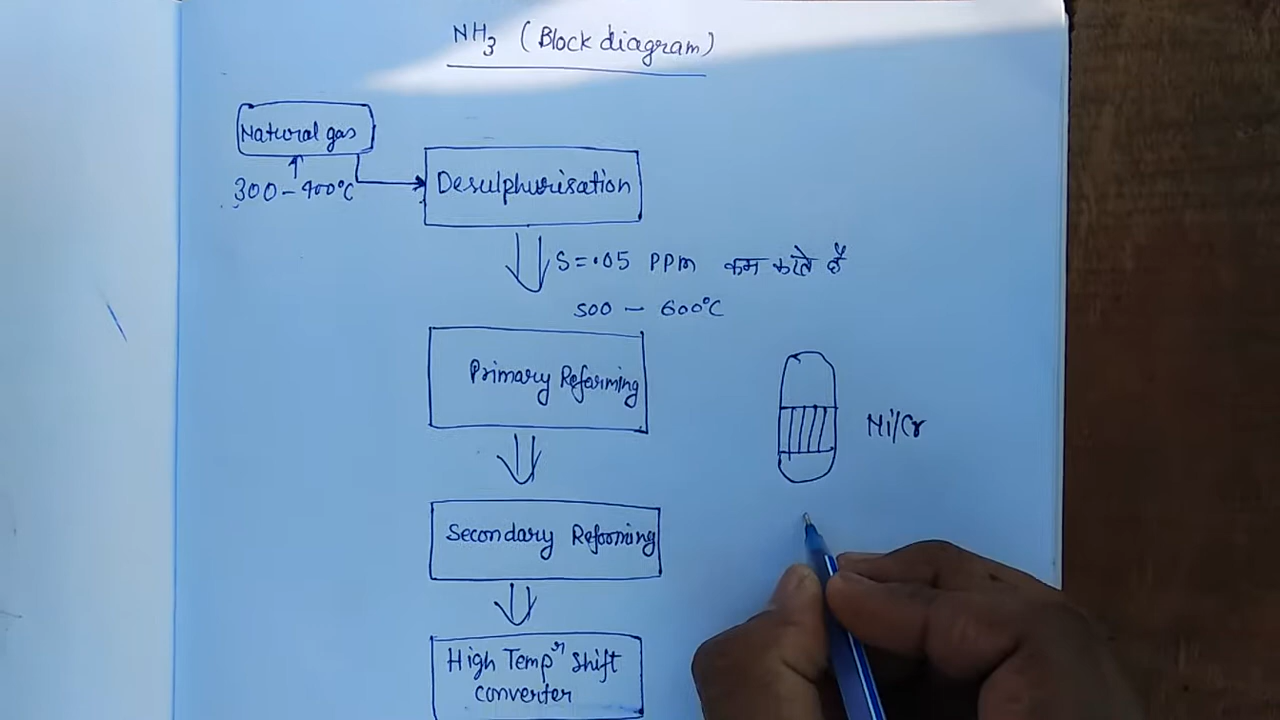 NH3 (Block diagram)
Natural gas
300-400°C
Desulphurisation
S=.05 PPM कम करते है
500 - 600°C
Primary Reforming
Ni/Cr
Secondary Reforming
High Temp^r Shift
converter